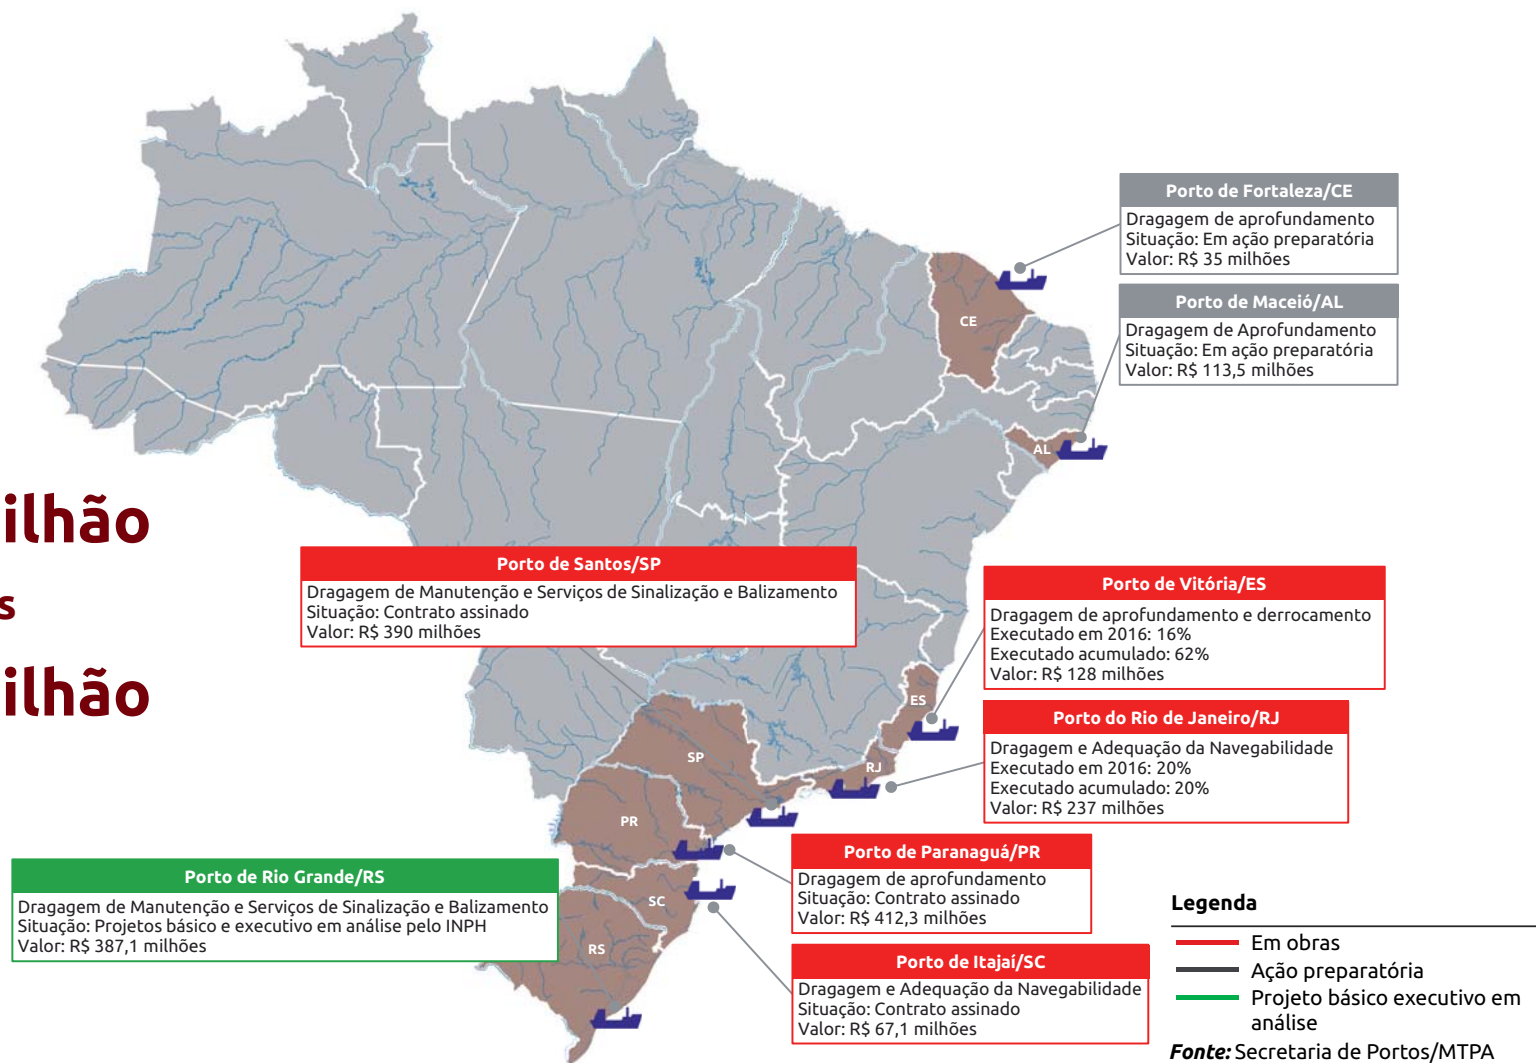 Porto de Fortaleza/CE
Dragagem de aprofundamento
Situação: Em ação preparatória
Valor: R$ 35 milhões
Porto de Maceió/AL
Dragagem de Aprofundamento
Situação: Em ação preparatória
Valor: R$ 113,5 milhões
CE
AL
ilhão
s
ilhão
Porto de Santos/SP
Dragagem de Manutenção e Serviços de Sinalização e Balizamento
Situação: Contrato assinado
Valor: R$ 390 milhões
Porto de Vitória/ES
Dragagem de aprofundamento e derrocamento
Executado em 2016: 16%
Executado acumulado: 62%
Valor: R$ 128 milhões
ES
Porto do Rio de Janeiro/RJ
Dragagem e Adequação da Navegabilidade
Executado em 2016: 20%
Executado acumulado: 20%
Valor: R$ 237 milhões
SP
RJ
PR
Porto de Paranaguá/PR
Dragagem de aprofundamento
Situação: Contrato assinado
Valor: R$ 412,3 milhões
Porto de Rio Grande/RS
Dragagem de Manutenção e Serviços de Sinalização e Balizamento
Situação: Projetos básico e executivo em análise pelo INPH
Valor: R$ 387,1 milhões
SC
RS
Porto de Itajaí/SC
Dragagem e Adequação da Navegabilidade
Situação: Contrato assinado
Valor: R$ 67,1 milhões
Legenda
Em obras
Ação preparatória
Projeto básico executivo em
análise
Fonte: Secretaria de Portos/MTPA